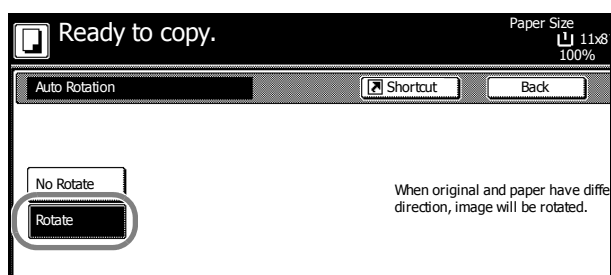 Ready to copy.
Paper Size
11x8
100%
Auto Rotation
Shortcut
Back
No Rotate
Rotate
When original and paper have diffe
direction, image will be rotated.